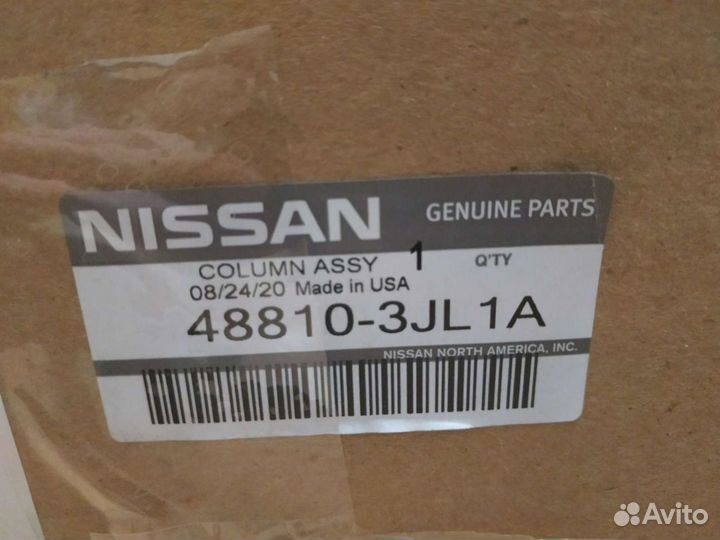 NISSAN GENUINE PARTS
COLUMN ASSY 1 Q'TY
08/24/20 Made in USA
48810-3JL1A
NISSAN NORTH AMERICA, INC.
Avito